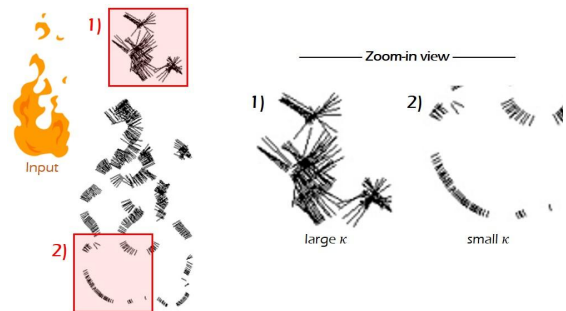 1)
Input
2)
Zoom-in view
1)
2)
large κ
small κ